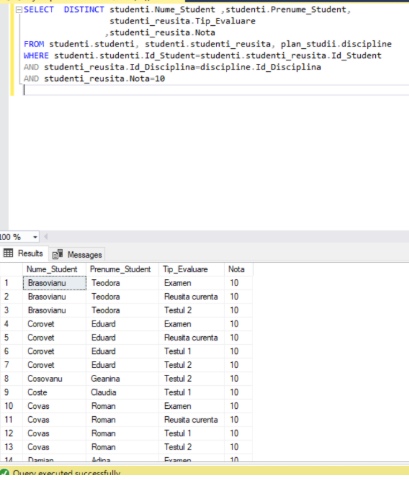 SELECT DISTINCT studenti.Nume_Student ,studenti.Prenume_Student,
studenti_reusita.Tip_Evaluare
,studenti_reusita.Nota
FROM studenti.studenti, studenti.studenti_reusita, plan_studii.discipline
WHERE studenti.Id_Student=studenti_reusita.Id_Student
AND studenti_reusita.Id_Disciplina=discipline.Id_Disciplina
AND studenti_reusita.Nota=10
100 %
Results Messages
Nume_Student Prenume_Student Tip_Evaluare Nota
1 Brasovianu Teodora Examen 10
2 Brasovianu Teodora Reusita curenta 10
3 Brasovianu Teodora Testul 2 10
4 Corovet Eduard Examen 10
5 Corovet Eduard Reusita curenta 10
6 Corovet Eduard Testul 1 10
7 Corovet Eduard Testul 2 10
8 Cosovanu Geanina Testul 2 10
9 Coste Claudia Testul 1 10
10 Covas Roman Examen 10
11 Covas Roman Reusita curenta 10
12 Covas Roman Testul 1 10
13 Covas Roman Testul 2 10
14 Damian Adina Examen 10
Query executed successfully